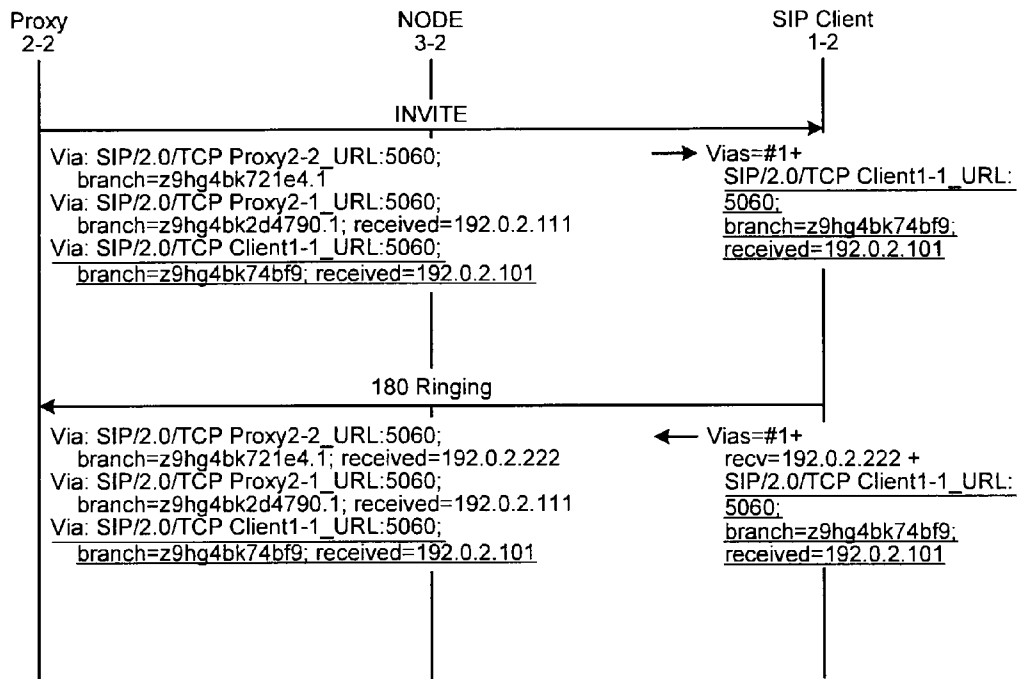 Proxy
2-2
NODE
3-2
SIP Client
1-2
INVITE
Via: SIP/2.0/TCP Proxy2-2_URL:5060;
branch=z9hg4bk721e4.1
Via: SIP/2.0/TCP Proxy2-1_URL:5060;
branch=z9hg4bk2d4790.1; received=192.0.2.111
Via: SIP/2.0/TCP Client1-1_URL:5060;
branch=z9hg4bk74bf9; received=192.0.2.101
Vias=#1+
SIP/2.0/TCP Client1-1_URL:
5060;
branch=z9hg4bk74bf9;
received=192.0.2.101
180 Ringing
Via: SIP/2.0/TCP Proxy2-2_URL:5060;
branch=z9hg4bk721e4.1; received=192.0.2.222
Via: SIP/2.0/TCP Proxy2-1_URL:5060;
branch=z9hg4bk2d4790.1; received=192.0.2.111
Via: SIP/2.0/TCP Client1-1_URL:5060;
branch=z9hg4bk74bf9; received=192.0.2.101
Vias=#1+
recv=192.0.2.222 +
SIP/2.0/TCP Client1-1_URL:
5060;
branch=z9hg4bk74bf9;
received=192.0.2.101